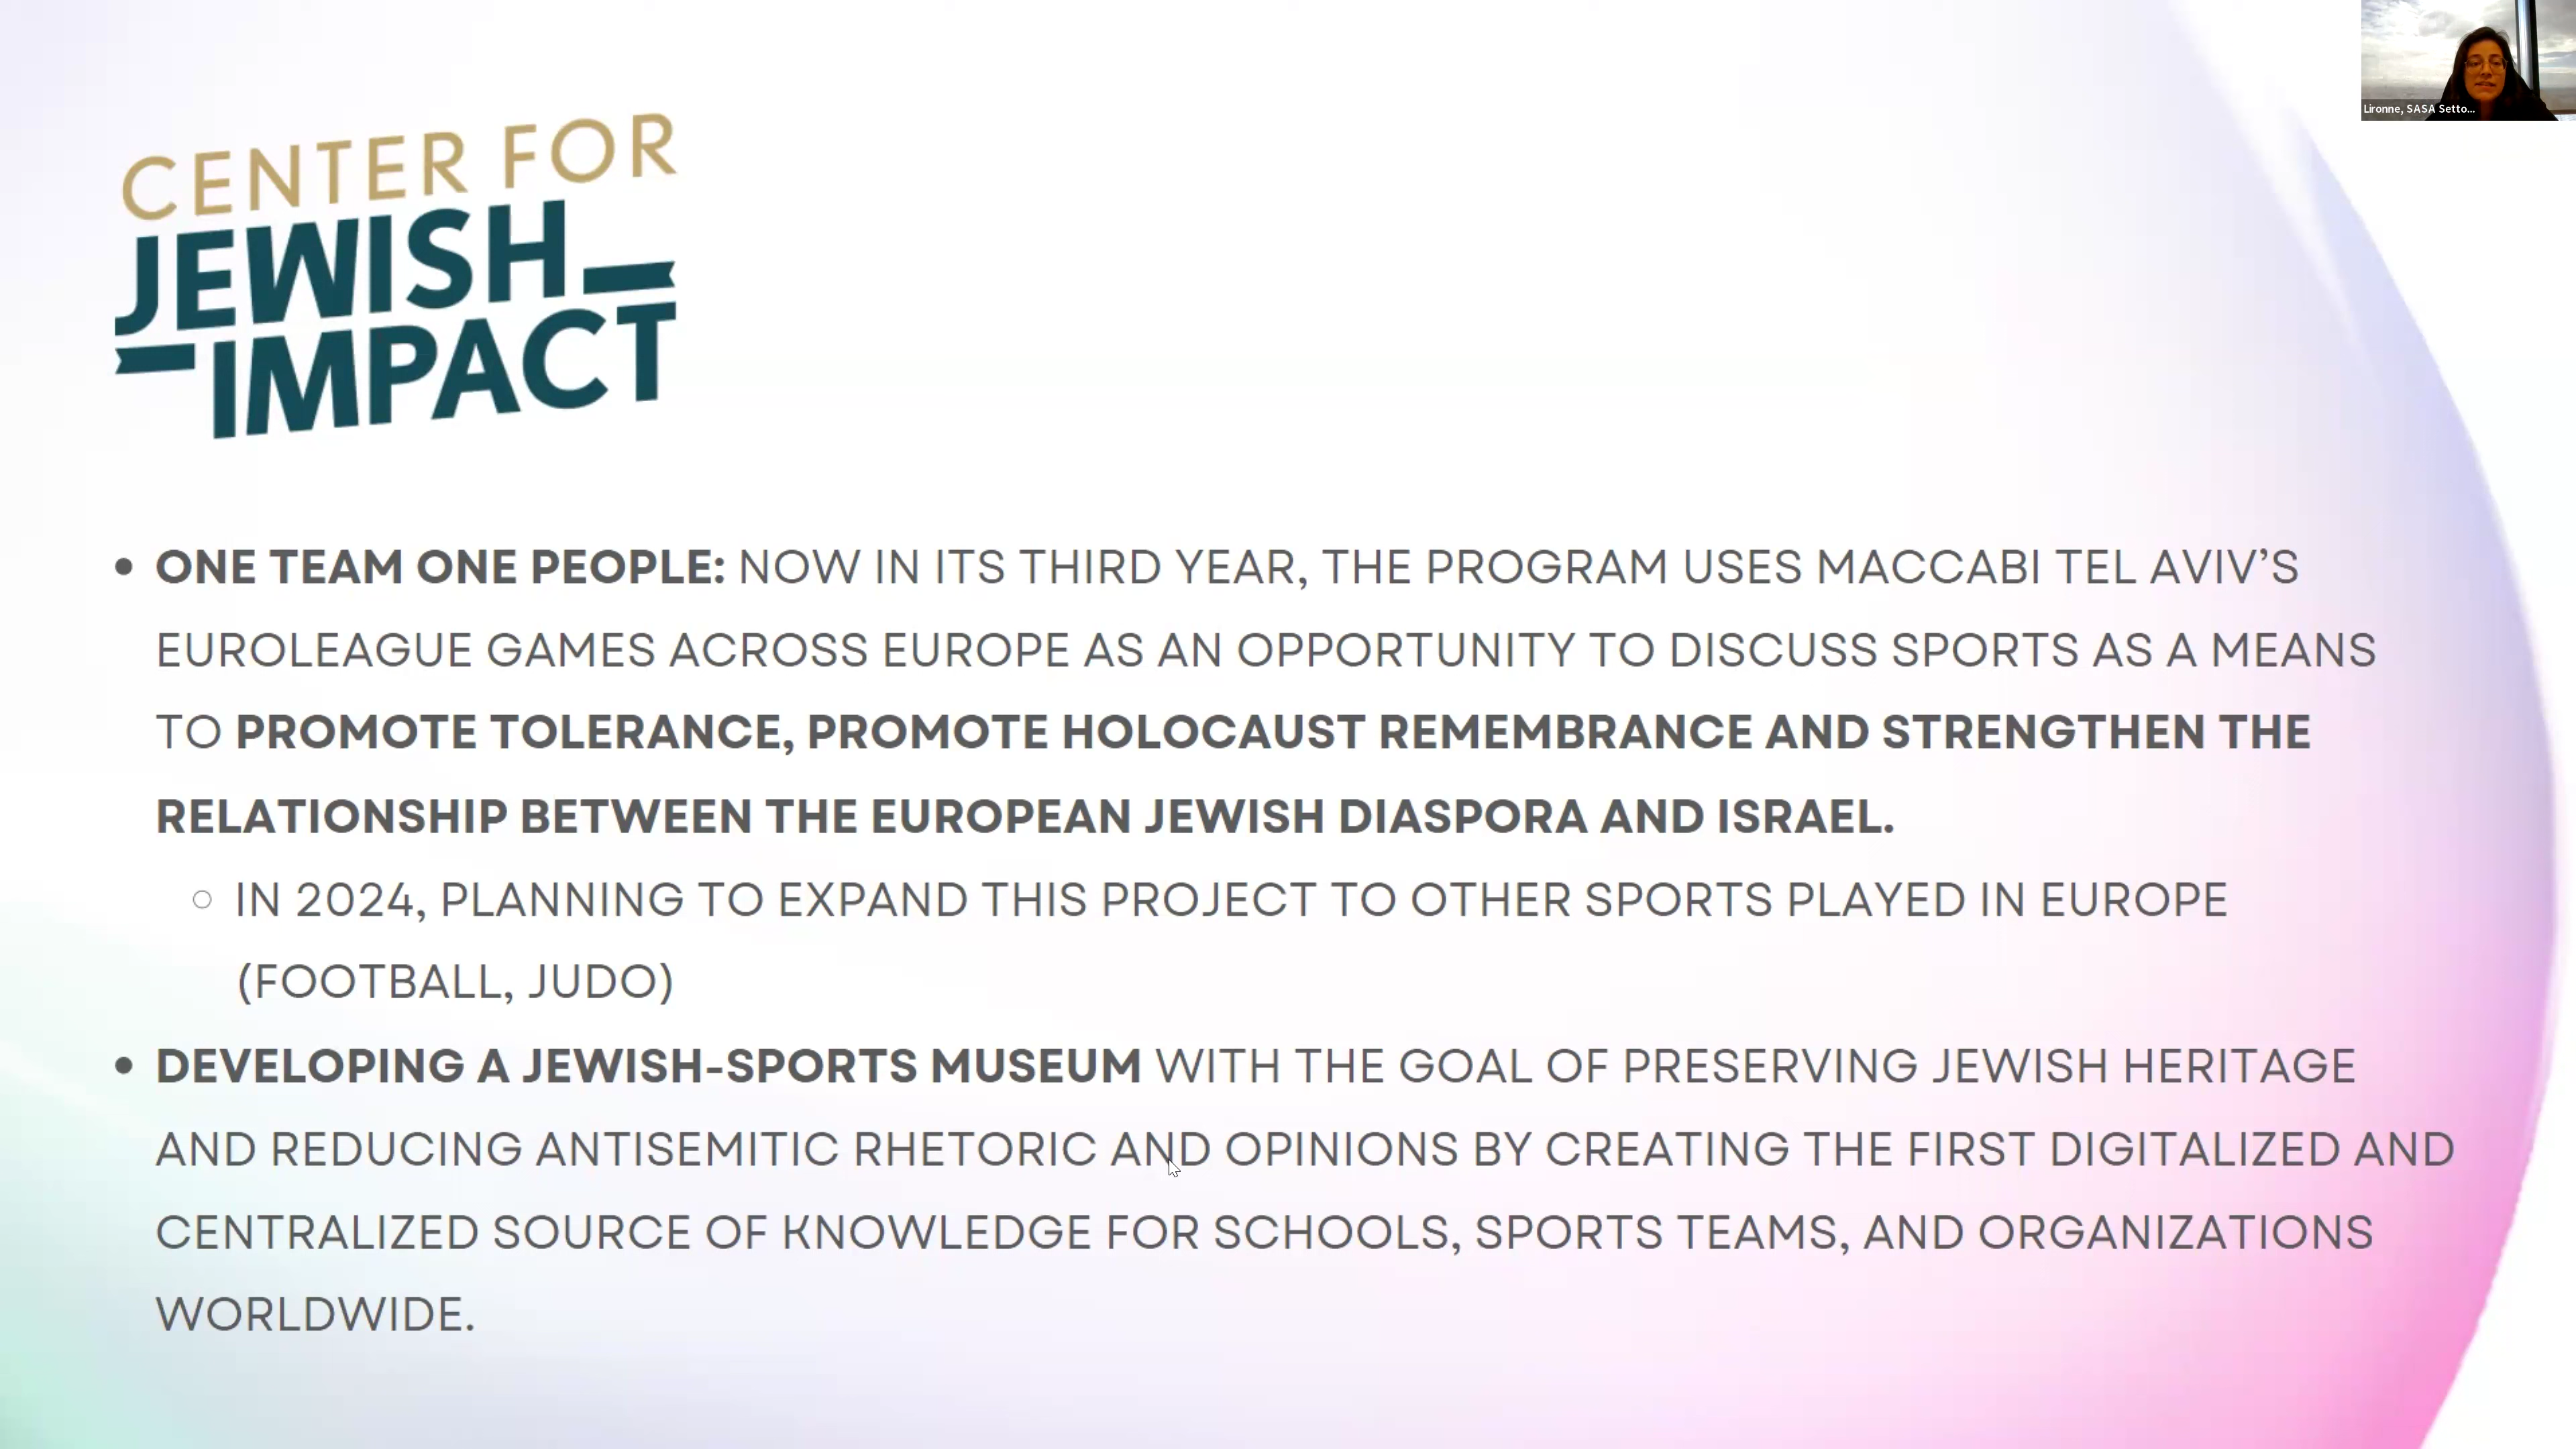 Lironne, SASA Setto...
CENTER FOR
JEWISH
IMPACT
• ONE TEAM ONE PEOPLE: NOW IN ITS THIRD YEAR, THE PROGRAM USES MACCABI TEL AVIV’S
EUROLEAGUE GAMES ACROSS EUROPE AS AN OPPORTUNITY TO DISCUSS SPORTS AS A MEANS
TO PROMOTE TOLERANCE, PROMOTE HOLOCAUST REMEMBRANCE AND STRENGTHEN THE
RELATIONSHIP BETWEEN THE EUROPEAN JEWISH DIASPORA AND ISRAEL.
○ IN 2024, PLANNING TO EXPAND THIS PROJECT TO OTHER SPORTS PLAYED IN EUROPE
(FOOTBALL, JUDO)
• DEVELOPING A JEWISH-SPORTS MUSEUM WITH THE GOAL OF PRESERVING JEWISH HERITAGE
AND REDUCING ANTISEMITIC RHETORIC AND OPINIONS BY CREATING THE FIRST DIGITALIZED AND
CENTRALIZED SOURCE OF KNOWLEDGE FOR SCHOOLS, SPORTS TEAMS, AND ORGANIZATIONS
WORLDWIDE.